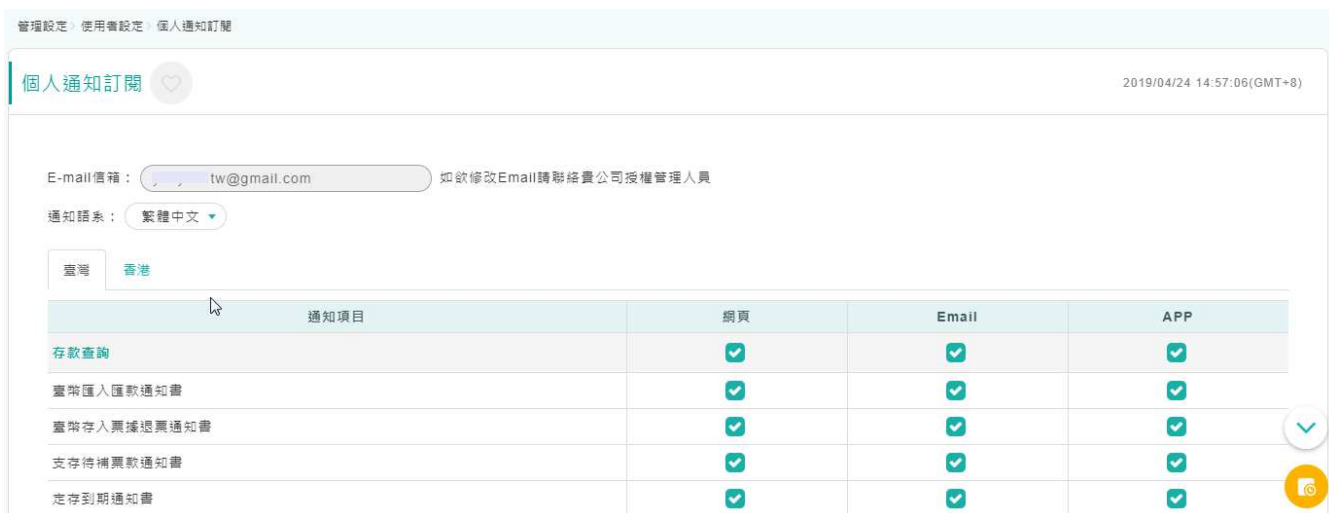 管理設定 › 使用者設定 › 個人通知訂閱
個人通知訂閱 2019/04/24 14:57:06(GMT+8)
E-mail信箱： tw@gmail.com 如欲修改Email請聯絡貴公司授權管理人員
通知語系： 繁體中文
臺灣 香港
通知項目 網頁 Email APP
存款查詢
臺幣匯入匯款通知書
臺幣存入票據退票通知書
支存待補票款通知書
定存到期通知書